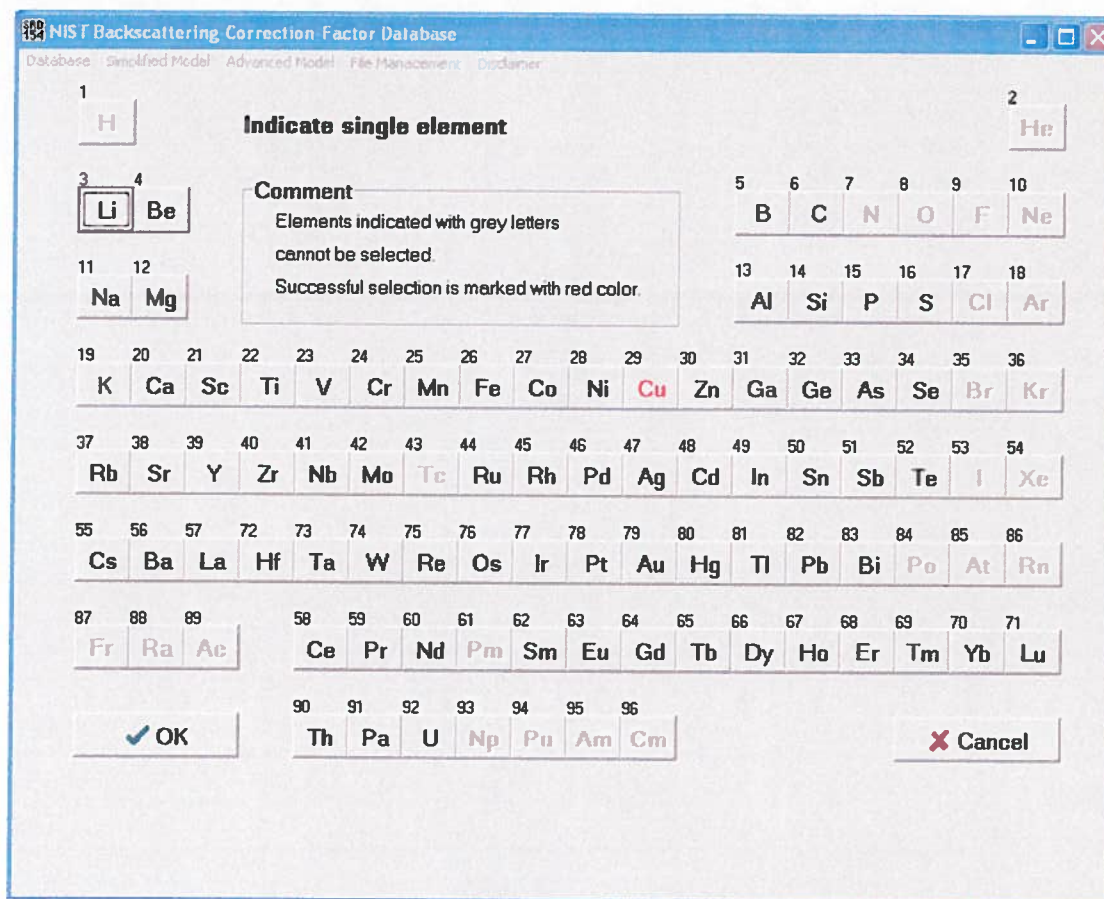 SRD 154 NIST Backscattering Correction Factor Database
Database Simplified Model Advanced Model File Management Disclaimer
1 2
H Indicate single element He
3 4 Comment 5 6 7 8 9 10
Li Be Elements indicated with grey letters B C N O F Ne
cannot be selected.
11 12 13 14 15 16 17 18
Na Mg Successful selection is marked with red color. Al Si P S Cl Ar
19 20 21 22 23 24 25 26 27 28 29 30 31 32 33 34 35 36
K Ca Sc Ti V Cr Mn Fe Co Ni Cu Zn Ga Ge As Se Br Kr
37 38 39 40 41 42 43 44 45 46 47 48 49 50 51 52 53 54
Rb Sr Y Zr Nb Mo Tc Ru Rh Pd Ag Cd In Sn Sb Te I Xe
55 56 57 72 73 74 75 76 77 78 79 80 81 82 83 84 85 86
Cs Ba La Hf Ta W Re Os Ir Pt Au Hg Tl Pb Bi Po At Rn
87 88 89 58 59 60 61 62 63 64 65 66 67 68 69 70 71
Fr Ra Ac Ce Pr Nd Pm Sm Eu Gd Tb Dy Ho Er Tm Yb Lu
90 91 92 93 94 95 96
OK Th Pa U Np Pu Am Cm Cancel